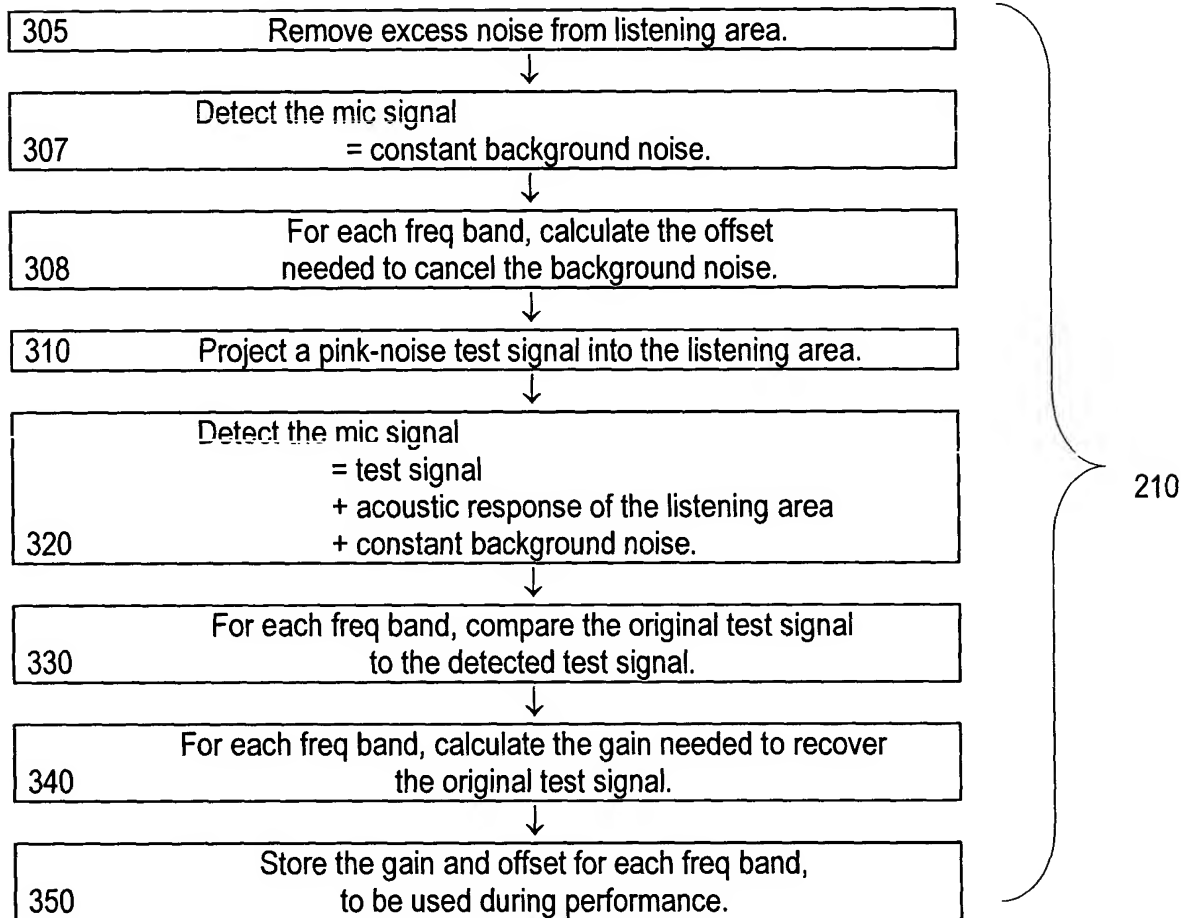 305 Remove excess noise from listening area.
↓
Detect the mic signal
307 = constant background noise.
↓
For each freq band, calculate the offset
308 needed to cancel the background noise.
↓
310 Project a pink-noise test signal into the listening area.
↓
Detect the mic signal
= test signal
+ acoustic response of the listening area
320 + constant background noise.
↓
For each freq band, compare the original test signal
330 to the detected test signal.
↓
For each freq band, calculate the gain needed to recover
340 the original test signal.
↓
Store the gain and offset for each freq band,
350 to be used during performance.
210